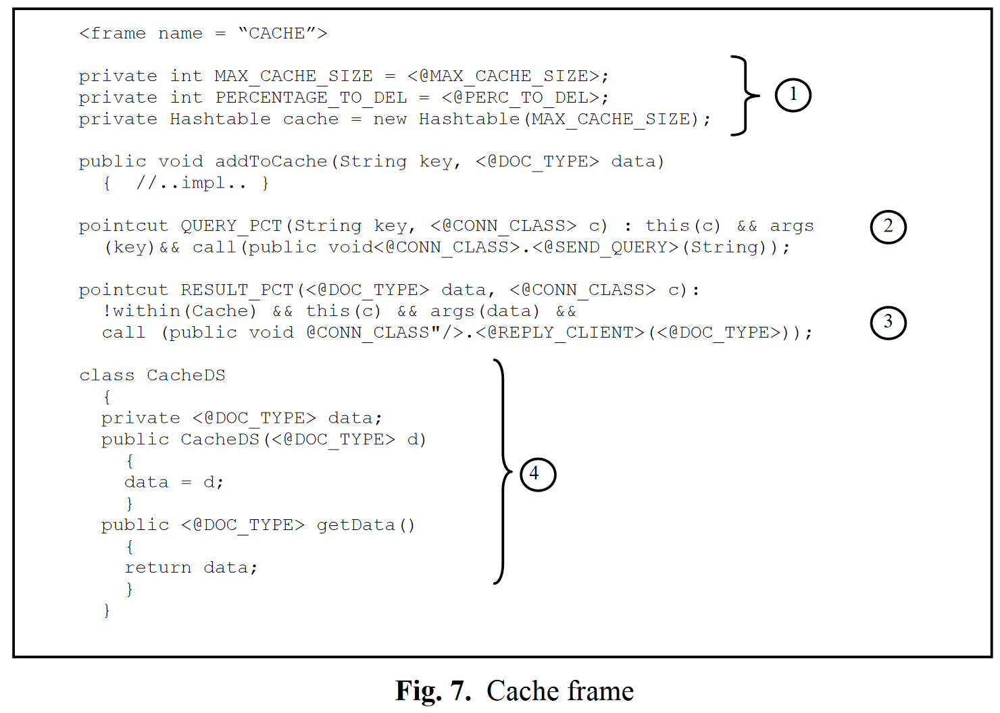 <frame name = “CACHE”>
private int MAX_CACHE_SIZE = <@MAX_CACHE_SIZE>;
private int PERCENTAGE_TO_DEL = <@PERC_TO_DEL>;
private Hashtable cache = new Hashtable(MAX_CACHE_SIZE);
1
public void addToCache(String key, <@DOC_TYPE> data)
{ //..impl.. }
pointcut QUERY_PCT(String key, <@CONN_CLASS> c) : this(c) && args
(key)&& call(public void<@CONN_CLASS>.<@SEND_QUERY>(String));
2
pointcut RESULT_PCT(<@DOC_TYPE> data, <@CONN_CLASS> c):
!within(Cache) && this(c) && args(data) &&
call (public void @CONN_CLASS"/>.<@REPLY_CLIENT>(<@DOC_TYPE>));
3
class CacheDS
{
private <@DOC_TYPE> data;
public CacheDS(<@DOC_TYPE> d)
{
data = d;
}
public <@DOC_TYPE> getData()
{
return data;
}
}
4
Fig. 7. Cache frame